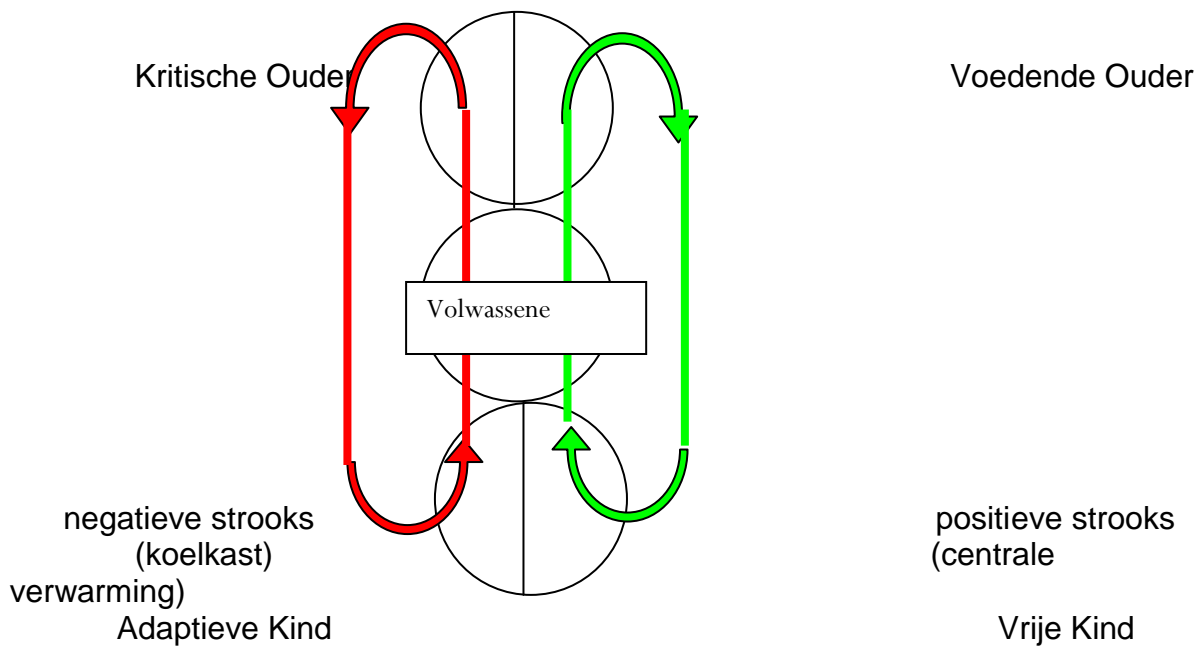 Kritische Ouder Voedende Ouder
Volwassene
negatieve strooks positieve strooks
(koelkast) (centrale
verwarming)
Adaptieve Kind Vrije Kind